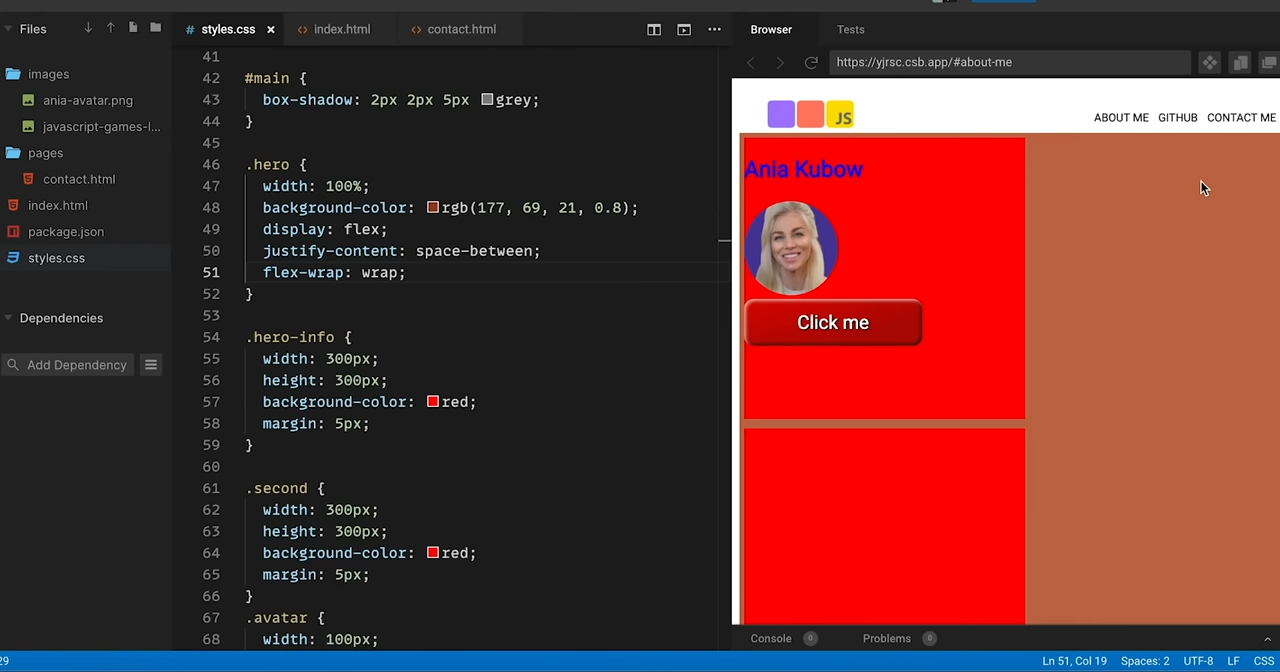 Files
styles.css
index.html
contact.html
Browser
Tests
https://yjrsc.csb.app/#about-me
images
ania-avatar.png
javascript-games-l...
pages
contact.html
index.html
package.json
styles.css
Dependencies
Add Dependency
41
42 #main {
43 box-shadow: 2px 2px 5px grey;
44 }
45
46 .hero {
47 width: 100%;
48 background-color: rgb(177, 69, 21, 0.8);
49 display: flex;
50 justify-content: space-between;
51 flex-wrap: wrap;
52 }
53
54 .hero-info {
55 width: 300px;
56 height: 300px;
57 background-color: red;
58 margin: 5px;
59 }
60
61 .second {
62 width: 300px;
63 height: 300px;
64 background-color: red;
65 margin: 5px;
66 }
67 .avatar {
68 width: 100px;
JS
ABOUT ME GITHUB CONTACT ME
Ania Kubow
Click me
Console 0 Problems 0
29
Ln 51, Col 19 Spaces: 2 UTF-8 LF CSS